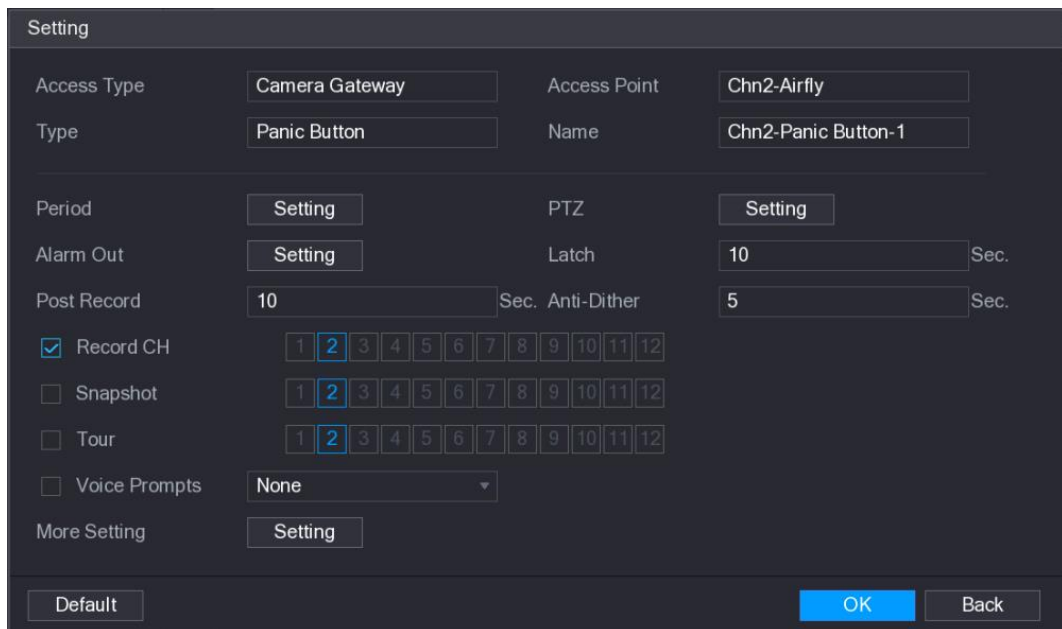 Setting
Access Type Camera Gateway Access Point Chn2-Airfly
Type Panic Button Name Chn2-Panic Button-1
Period Setting PTZ Setting
Alarm Out Setting Latch 10 Sec.
Post Record 10 Sec. Anti-Dither 5 Sec.
Record CH 1 2 3 4 5 6 7 8 9 10 11 12
Snapshot 1 2 3 4 5 6 7 8 9 10 11 12
Tour 1 2 3 4 5 6 7 8 9 10 11 12
Voice Prompts None
More Setting Setting
Default OK Back